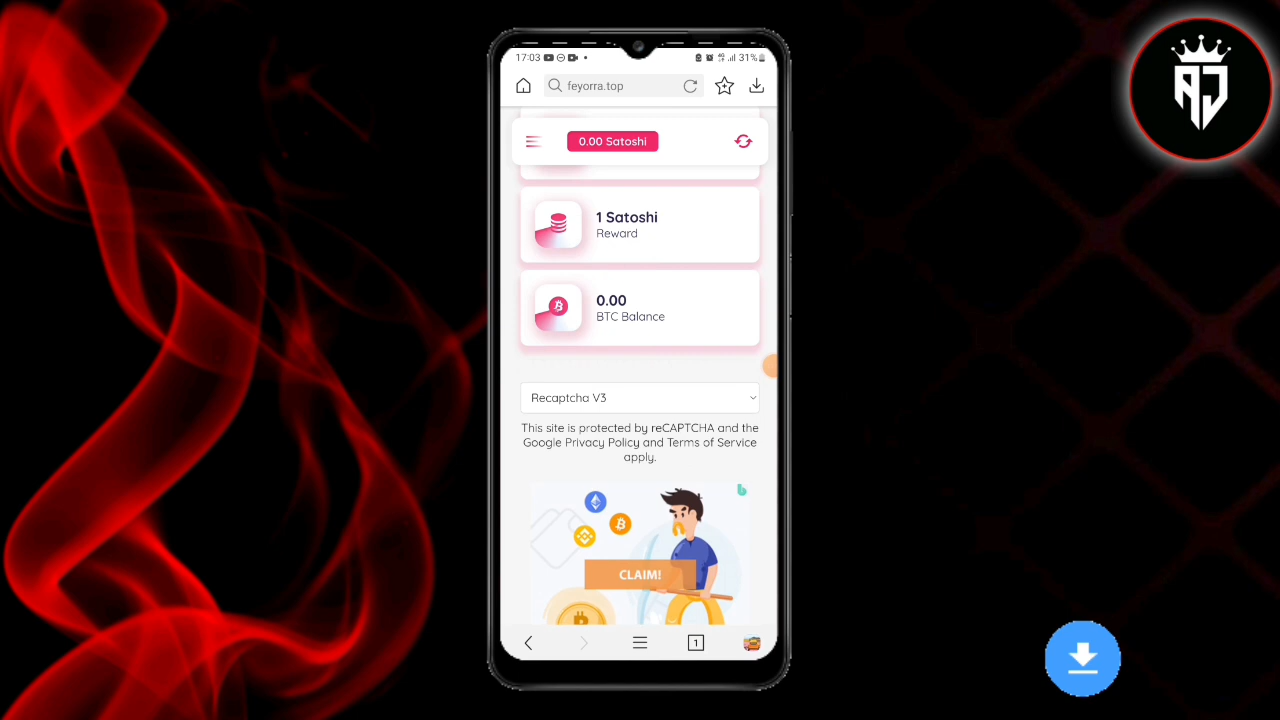 17:03
31%
feyorra.top
0.00 Satoshi
1 Satoshi
Reward
0.00
BTC Balance
Recaptcha V3
This site is protected by reCAPTCHA and the
Google Privacy Policy and Terms of Service
apply.
CLAIM!
1
AJ